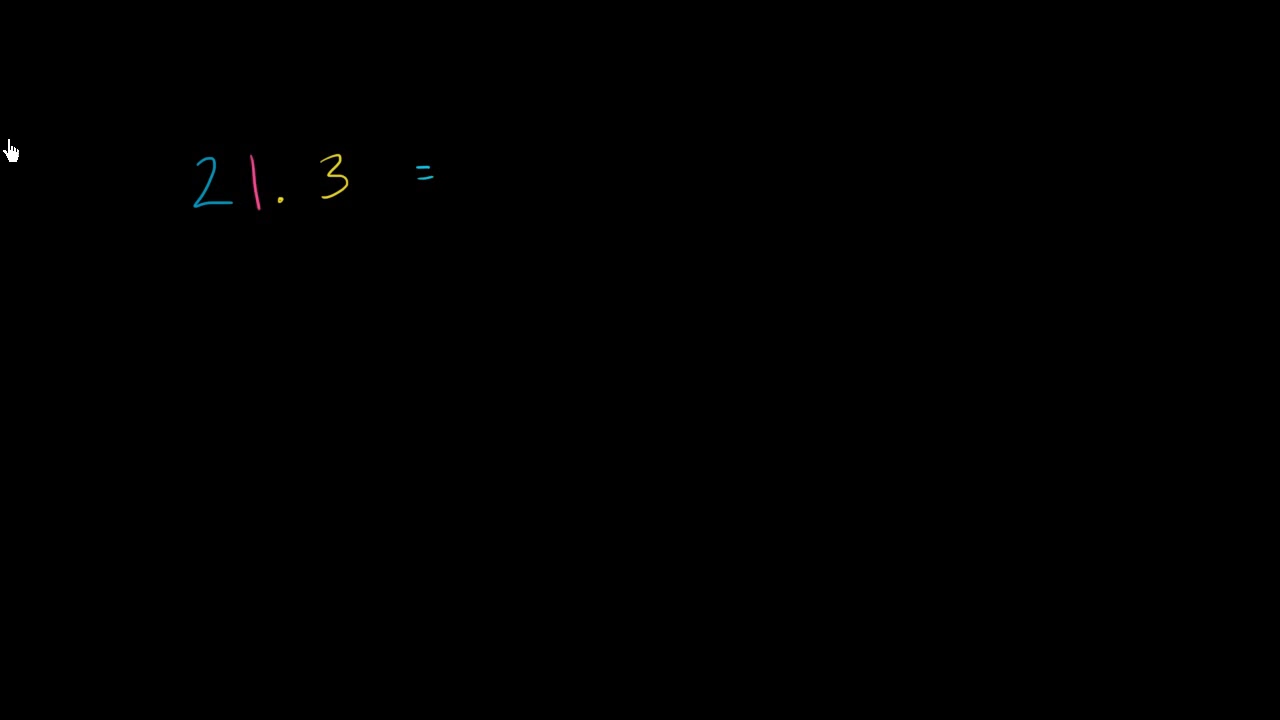 21.3 =